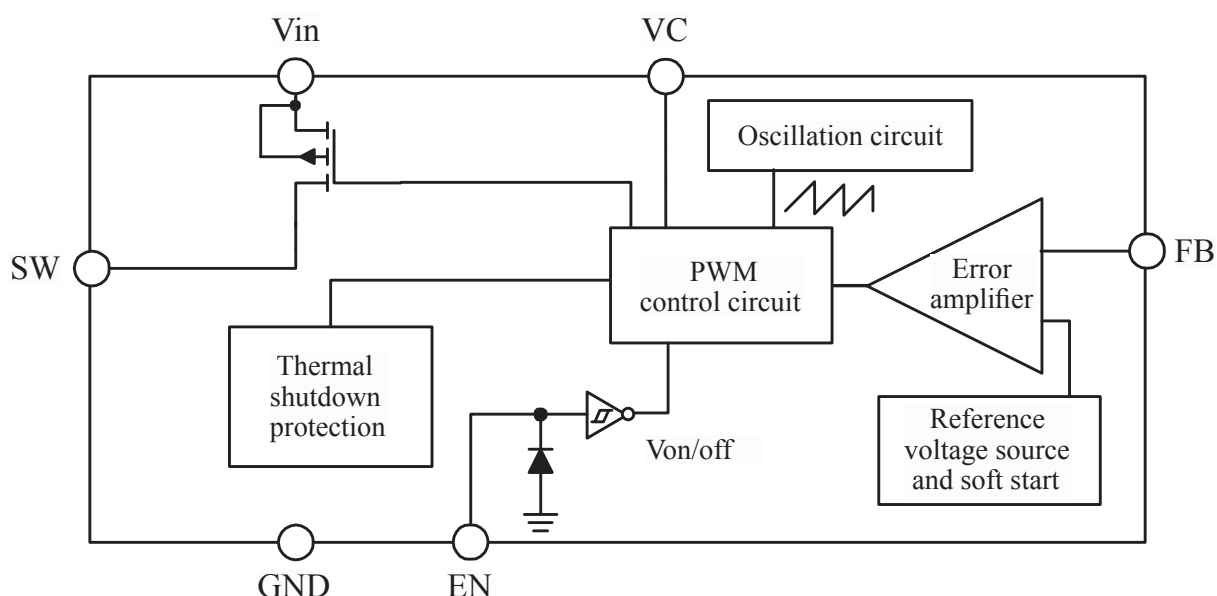 Vin
VC
Oscillation circuit
SW
PWM
control circuit
Error
amplifier
FB
Thermal
shutdown
protection
Von/off
Reference
voltage source
and soft start
GND
EN